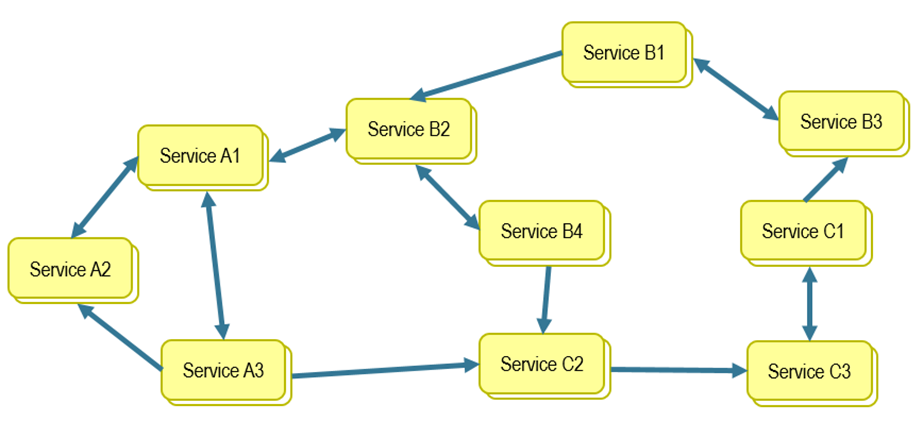 Service B1
Service B3
Service B2
Service A1
Service B4
Service C1
Service A2
Service A3
Service C2
Service C3